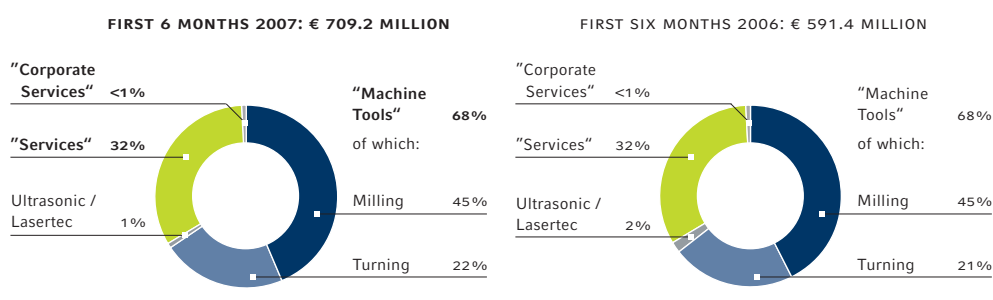 FIRST 6 MONTHS 2007: € 709.2 MILLION
"Corporate
Services“ <1%
"Services“ 32%
Ultrasonic /
Lasertec 1%
“Machine
Tools“ 68%
of which:
Milling 45%
Turning 22%
FIRST SIX MONTHS 2006: € 591.4 MILLION
"Corporate
Services“ <1%
"Services“ 32%
Ultrasonic /
Lasertec 2%
“Machine
Tools“ 68%
of which:
Milling 45%
Turning 21%